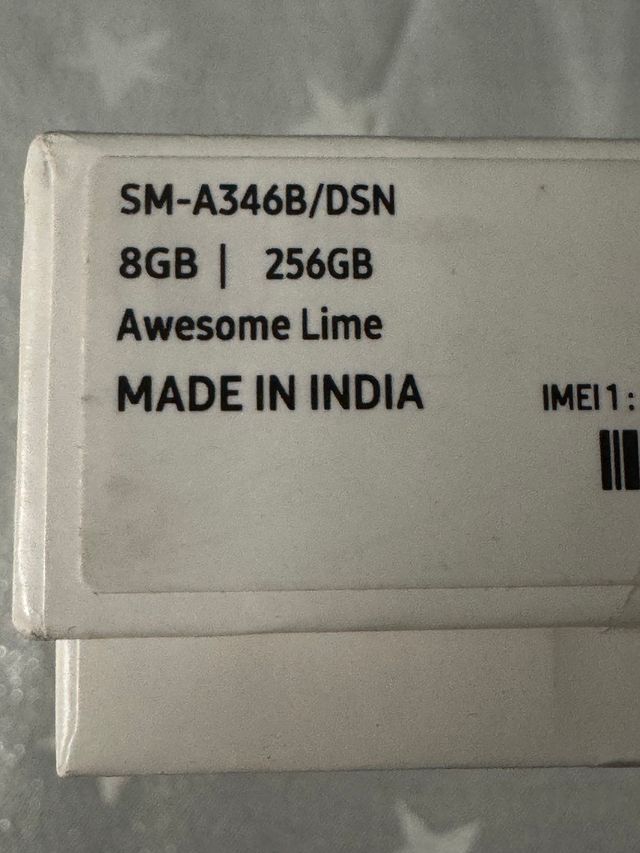 SM-A346B/DSN
8GB | 256GB
Awesome Lime
MADE IN INDIA
IMEI 1 :